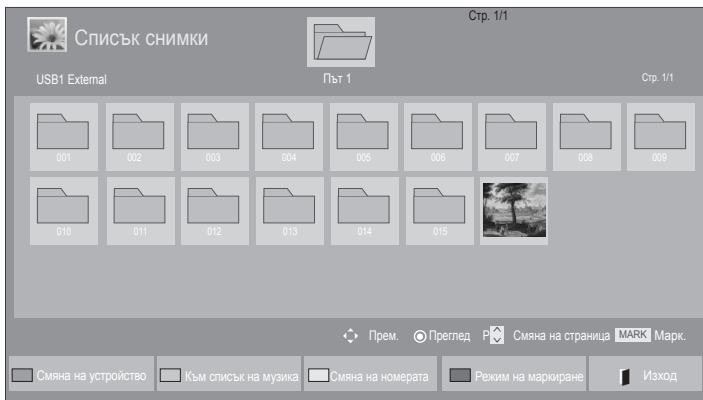 Стр. 1/1
Списък снимки
USB1 External
Път 1
Стр. 1/1
001 002 003 004 005 006 007 008 009
010 011 012 013 014 015
Прем. Преглед P Смяна на страница MARK Марк.
Смяна на устройство Към списък на музика Смяна на номерата Режим на маркиране Изход